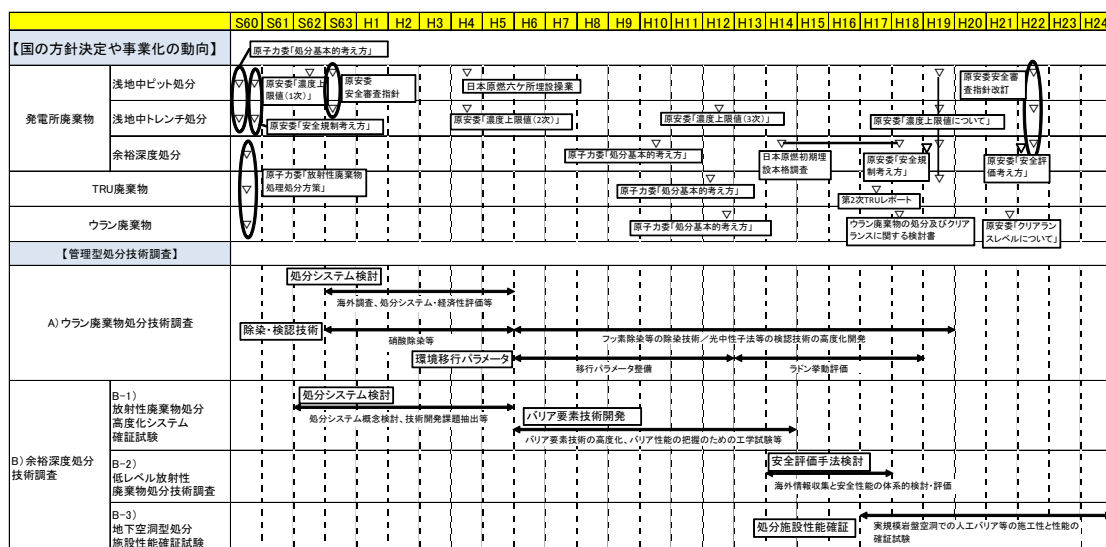 S60 S61 S62 S63 H1 H2 H3 H4 H5 H6 H7 H8 H9 H10 H11 H12 H13 H14 H15 H16 H17 H18 H19 H20 H21 H22 H23 H24
【国の方針決定や事業化の動向】
原子力委「処分基本的考え方」
発電所廃棄物
浅地中ピット処分
原安委「濃度上
限値(1次)」
原安委
安全審査指針
日本原燃六ケ所埋設操業
原安委安全審
査指針改訂
浅地中トレンチ処分
原安委「安全規制考え方」
原安委「濃度上限値(2次)」
原安委「濃度上限値(3次)」
原安委「濃度上限値について」
余裕深度処分
原子力委「処分基本的考え方」
日本原燃初期埋
設本格調査
原安委「安全規
制考え方」
原安委「安全評
価考え方」
TRU廃棄物
原子力委「放射性廃棄物
処理処分方策」
原子力委「処分基本的考え方」
第2次TRUレポート
ウラン廃棄物
原子力委「処分基本的考え方」
ウラン廃棄物の処分及びクリア
ランスに関する検討書
原安委「クリアラン
スレベルについて」
【管理型処分技術調査】
A)ウラン廃棄物処分技術調査
処分システム検討
海外調査、処分システム・経済性評価等
除染・検認技術
硝酸除染等
フッ素除染等の除染技術/光中性子法等の検認技術の高度化開発
環境移行パラメータ
移行パラメータ整備
ラドン挙動評価
B)余裕深度処分
技術調査
B-1)
放射性廃棄物処分
高度化システム
確証試験
処分システム検討
処分システム概念検討、技術開発課題抽出等
バリア要素技術開発
バリア要素技術の高度化、バリア性能の把握のための工学試験等
B-2)
低レベル放射性
廃棄物処分技術調査
安全評価手法検討
海外情報収集と安全性能の体系的検討・評価
B-3)
地下空洞型処分
施設性能確証試験
処分施設性能確証
実規模岩盤空洞での人工バリア等の施工性と性能の
確証試験